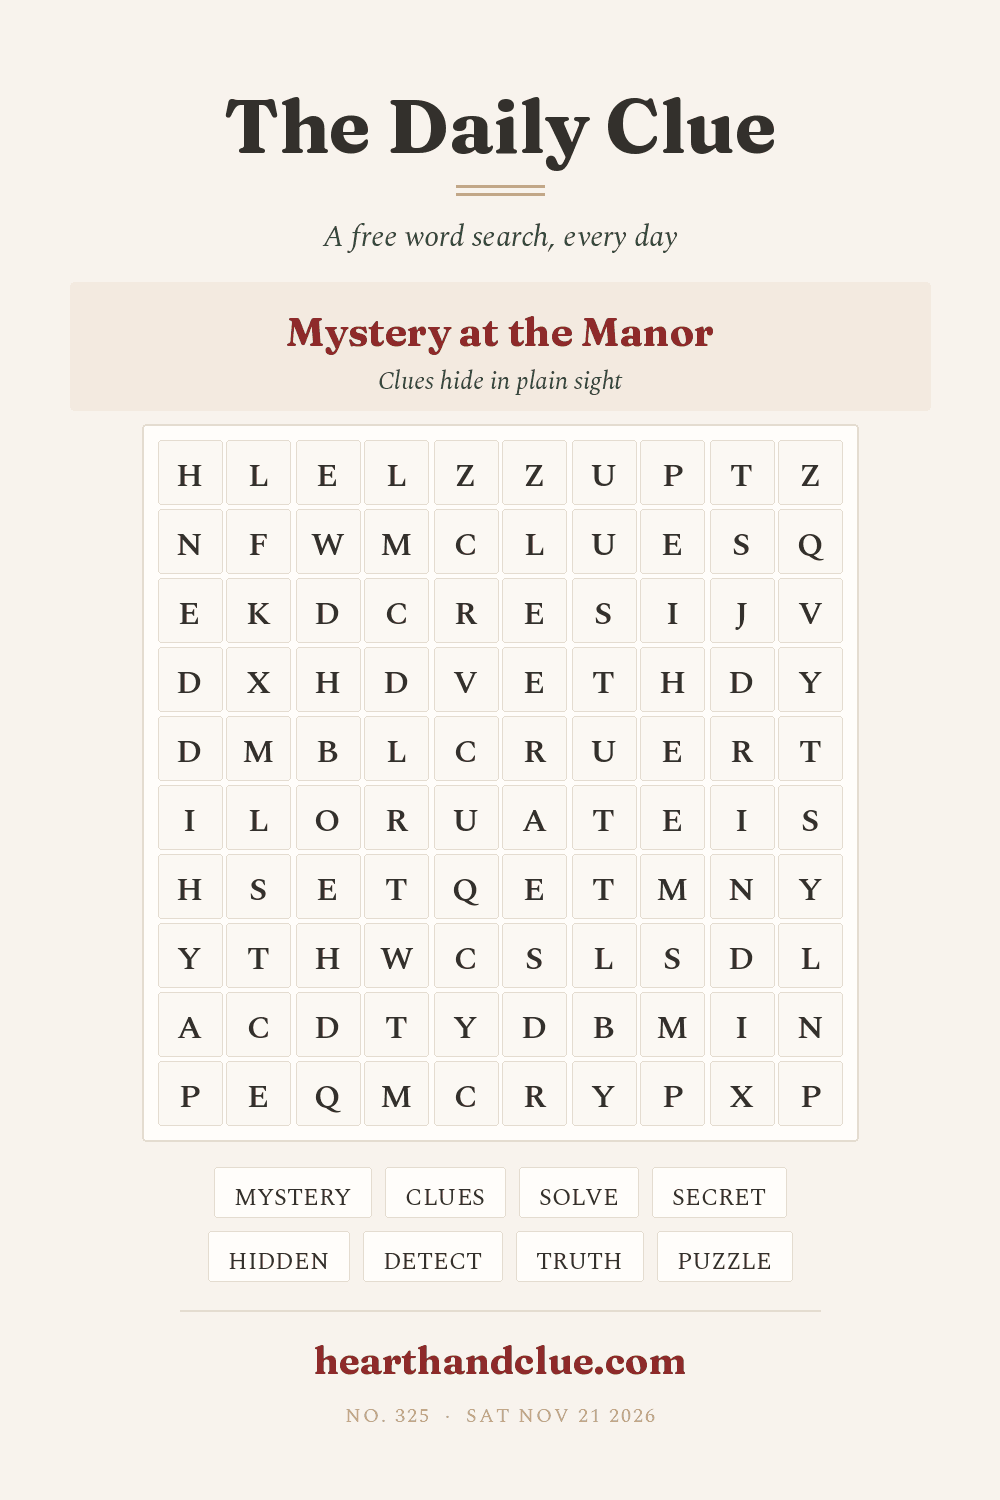 The Daily Clue
A free word search, every day
Mystery at the Manor
Clues hide in plain sight
H L E L Z Z U P T Z
N F W M C L U E S Q
E K D C R E S I J V
D X H D V E T H D Y
D M B L C R U E R T
I L O R U A T E I S
H S E T Q E T M N Y
Y T H W C S L S D L
A C D T Y D B M I N
P E Q M C R Y P X P
MYSTERY CLUES SOLVE SECRET
HIDDEN DETECT TRUTH PUZZLE
hearthandclue.com
NO. 325 · SAT NOV 21 2026